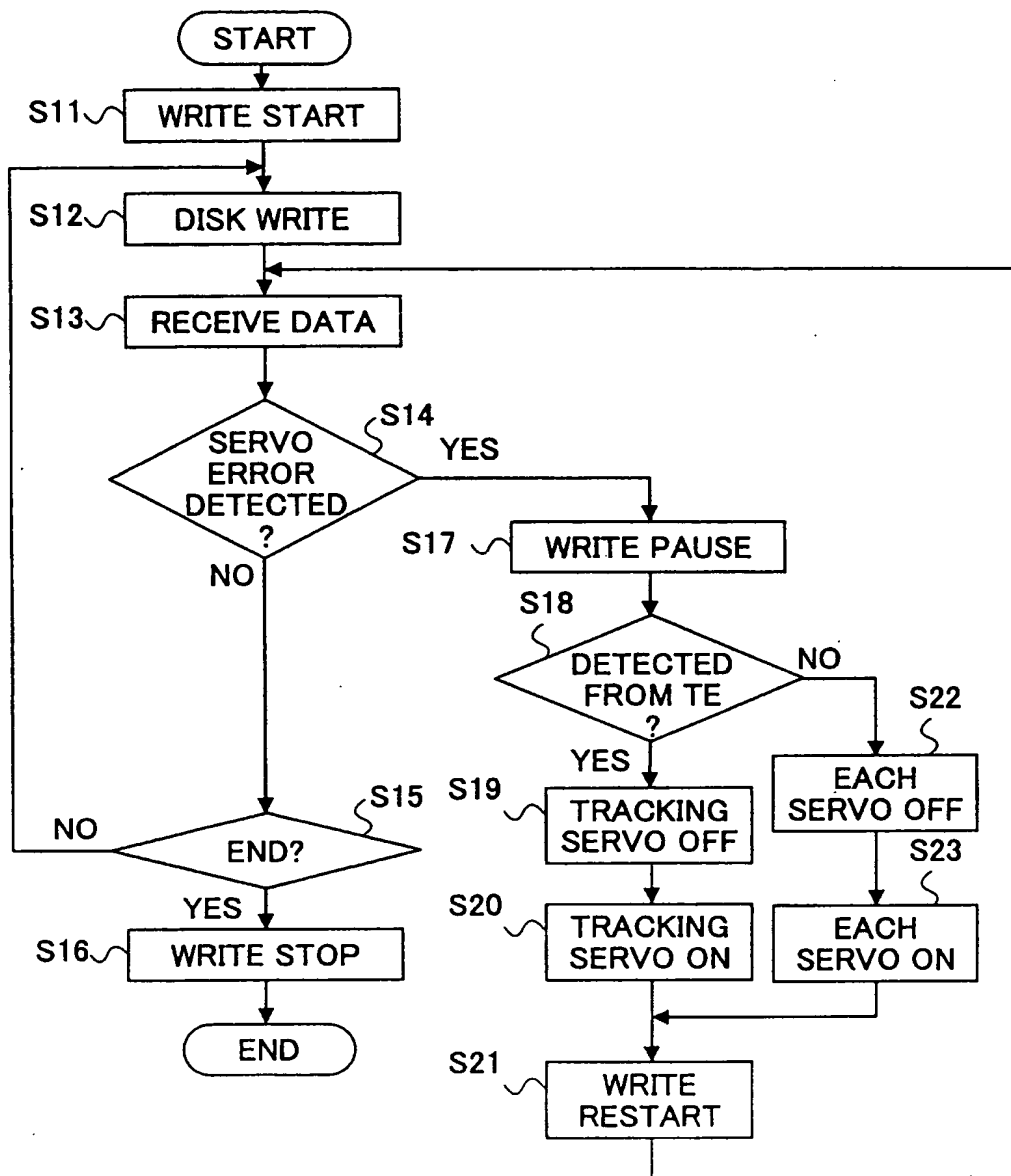 START
S11
WRITE START
S12
DISK WRITE
S13
RECEIVE DATA
S14
SERVO
ERROR
DETECTED
?
YES
NO
S17
WRITE PAUSE
S18
DETECTED
FROM TE
?
NO
YES
S22
EACH
SERVO OFF
S19
TRACKING
SERVO OFF
S15
END?
NO
YES
S23
EACH
SERVO ON
S20
TRACKING
SERVO ON
S16
WRITE STOP
END
S21
WRITE
RESTART